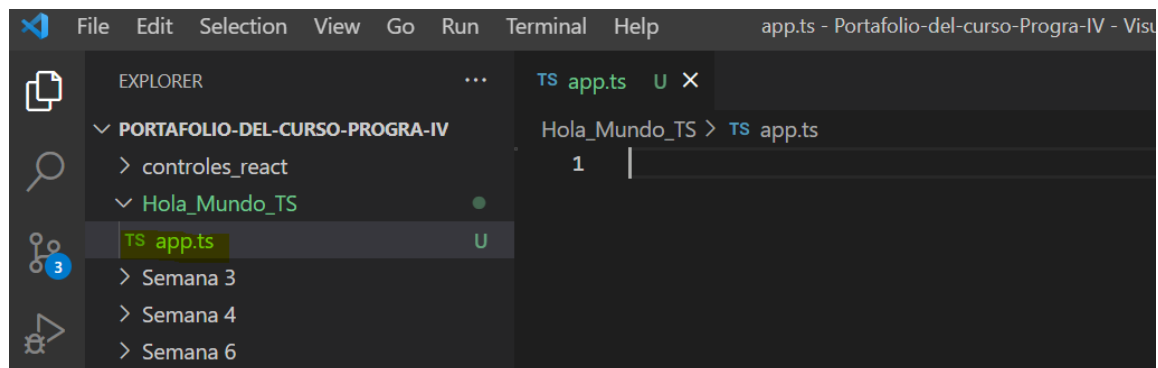 File Edit Selection View Go Run Terminal Help app.ts - Portafolio-del-curso-Progra-IV - Visu
EXPLORER ...
PORTAFOLIO-DEL-CURSO-PROGRA-IV
controles_react
Hola_Mundo_TS
TS app.ts U
Semana 3
Semana 4
Semana 6
3
TS app.ts U
Hola_Mundo_TS > TS app.ts
1